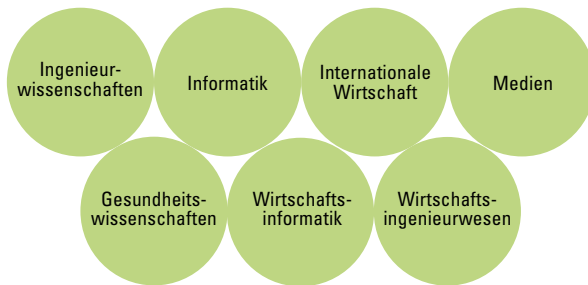 Ingenieur-
wissenschaften
Informatik
Internationale
Wirtschaft
Medien
Gesundheits-
wissenschaften
Wirtschafts-
informatik
Wirtschafts-
ingenieurwesen